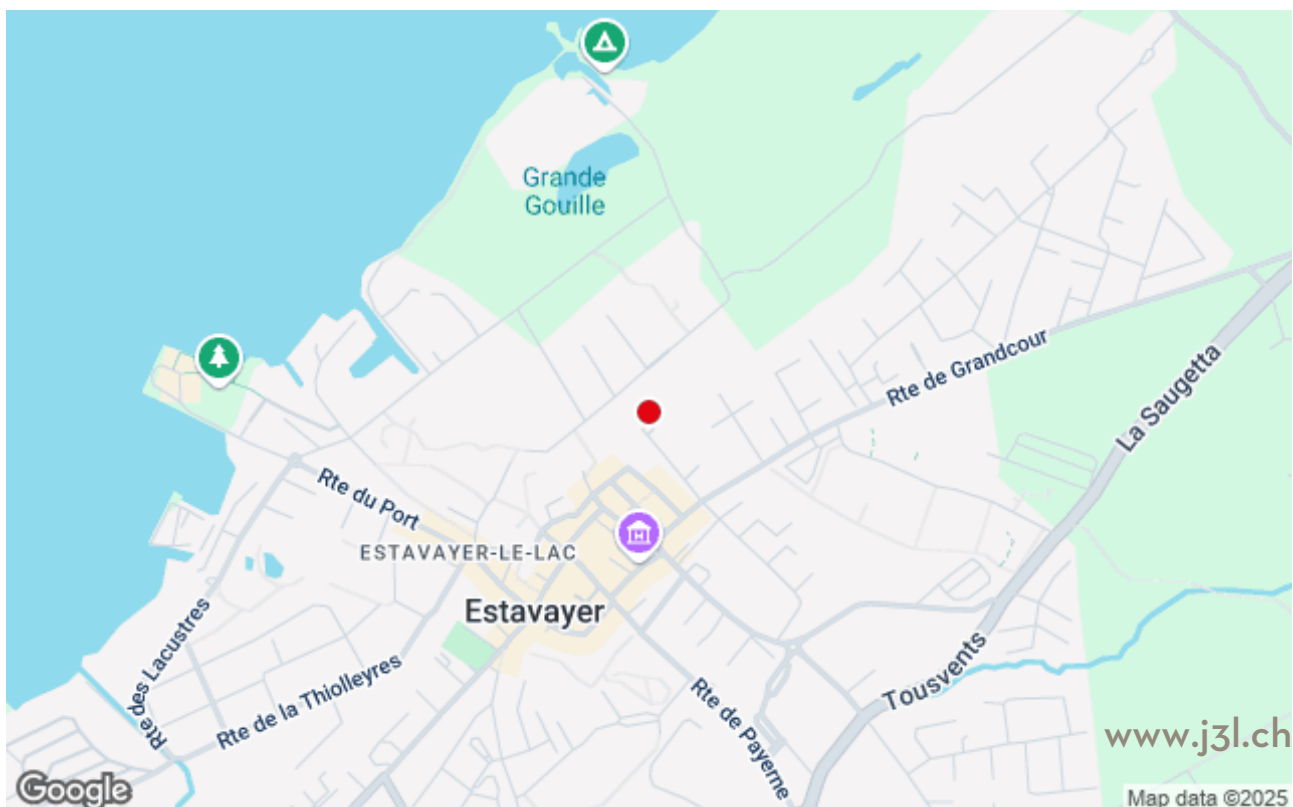 Grande
Gouille
Rte de Grandcour
La Saugetta
Rte du Port
ESTAVAYER-LE-LAC
H
Estavayer
Rte des Lacustres
Rte de la Thiolleyres
Rte de Payerne
Tousvents
www.j3l.ch
Google
Map data ©2025